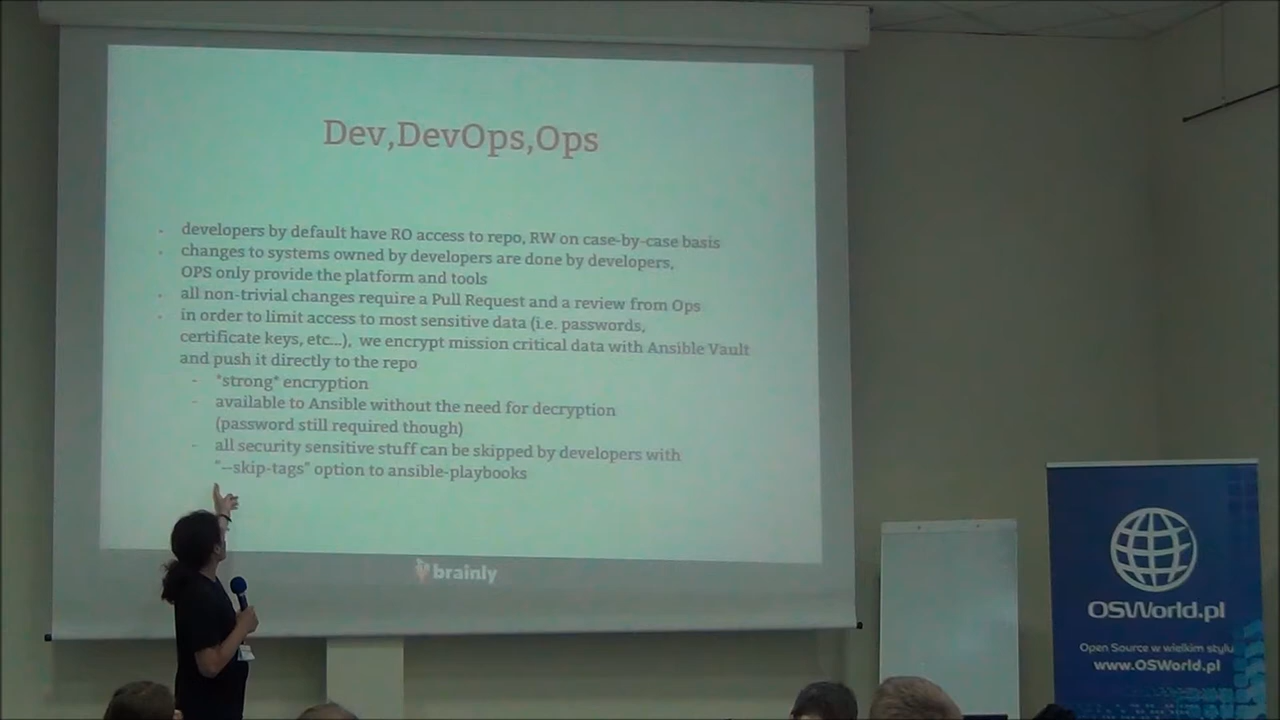 Dev,DevOps,Ops
developers by default have RO access to repo, RW on case-by-case basis
changes to systems owned by developers are done by developers,
OPS only provide the platform and tools
all non-trivial changes require a Pull Request and a review from Ops
in order to limit access to most sensitive data (i.e. passwords,
certificate keys, etc...), we encrypt mission critical data with Ansible Vault
and push it directly to the repo
- *strong* encryption
- available to Ansible without the need for decryption
(password still required though)
- all security sensitive stuff can be skipped by developers with
"--skip-tags" option to ansible-playbooks
brainly
OSWorld.pl
Open Source w wielkim stylu
www.OSWorld.pl